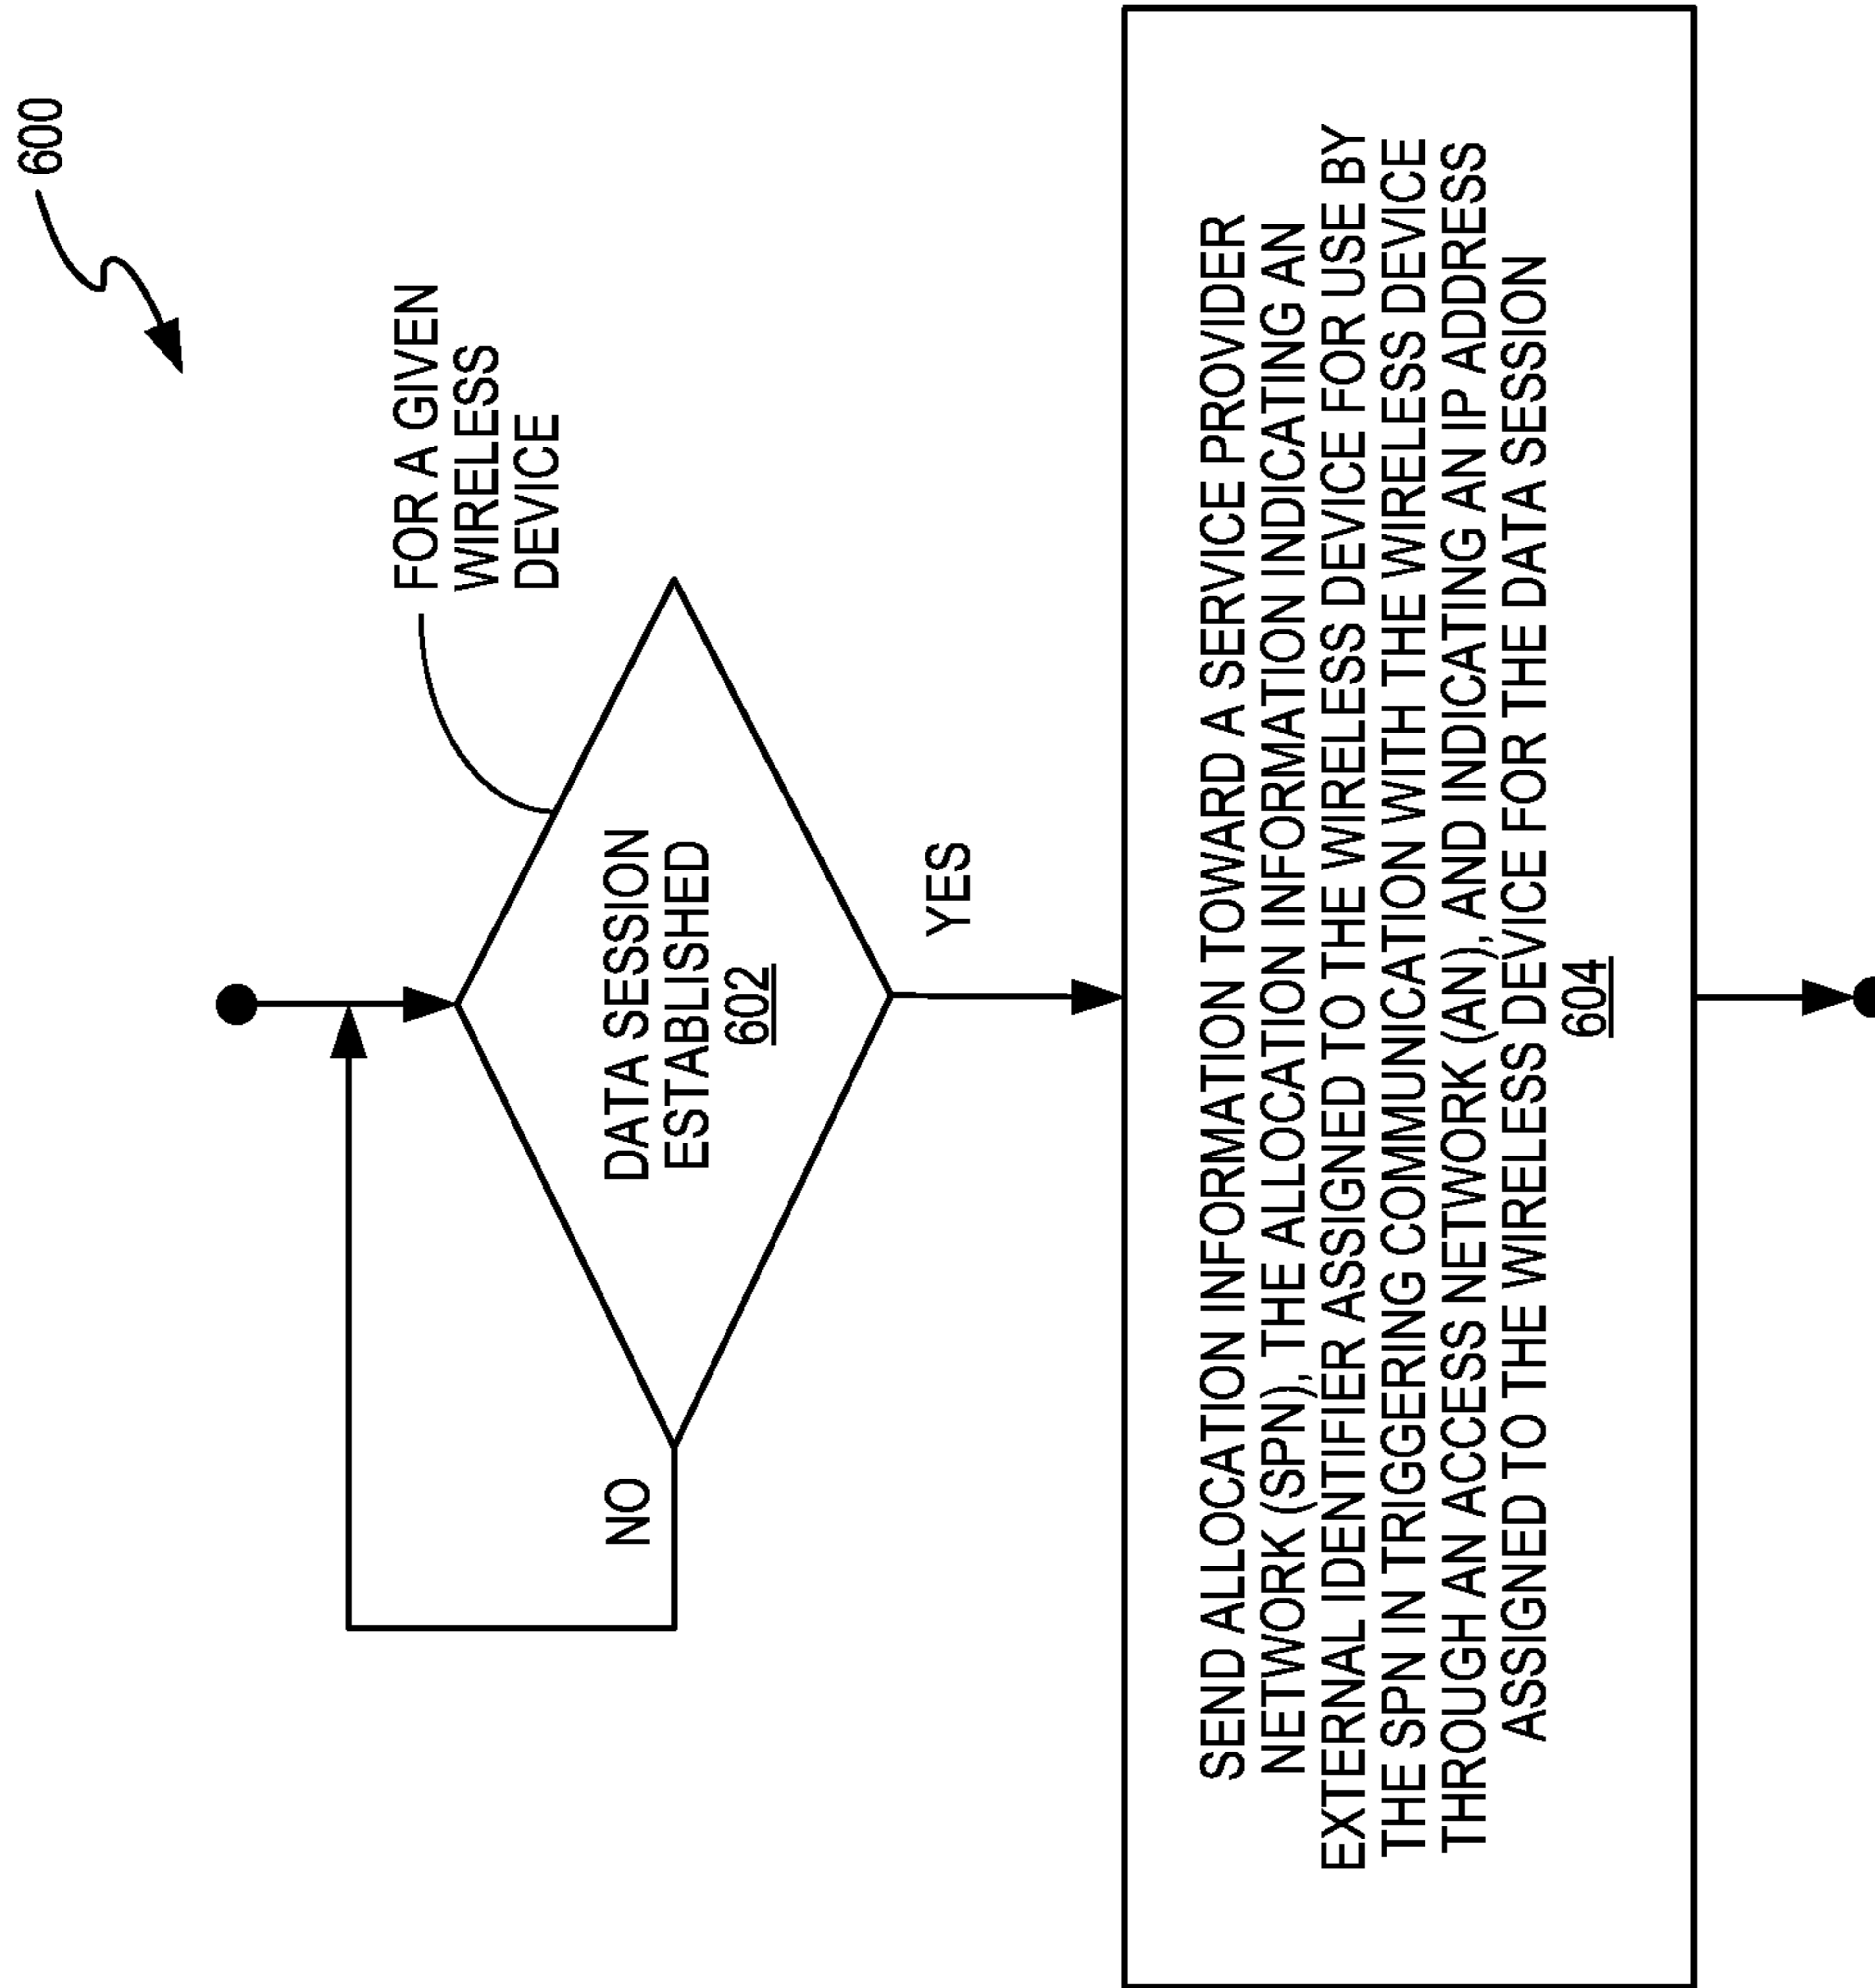 600
FOR A GIVEN
WIRELESS
DEVICE
DATA SESSION
ESTABLISHED
602
NO
YES
SEND ALLOCATION INFORMATION TOWARD A SERVICE PROVIDER
NETWORK (SPN), THE ALLOCATION INFORMATION INDICATING AN
EXTERNAL IDENTIFIER ASSIGNED TO THE WIRELESS DEVICE FOR USE BY
THE SPN IN TRIGGERING COMMUNICATION WITH THE WIRELESS DEVICE
THROUGH AN ACCESS NETWORK (AN), AND INDICATING AN IP ADDRESS
ASSIGNED TO THE WIRELESS DEVICE FOR THE DATA SESSION
604